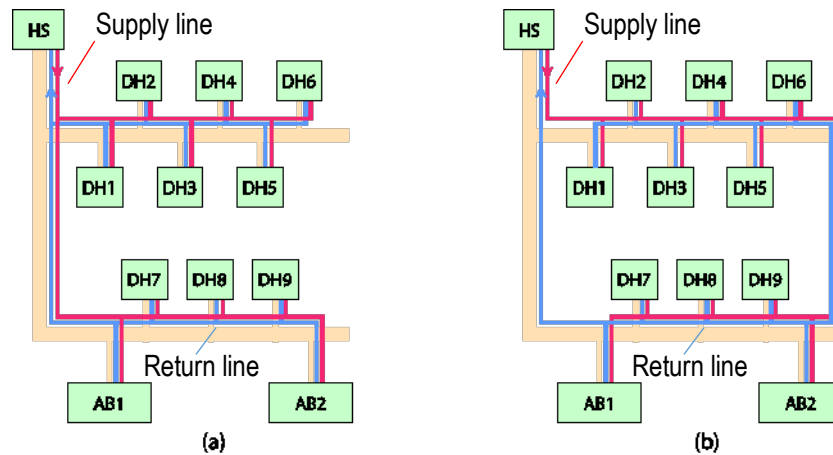 HS
Supply line
DH2
DH4
DH6
DH1
DH3
DH5
DH7
DH8
DH9
Return line
AB1
AB2
(a)
HS
Supply line
DH2
DH4
DH6
DH1
DH3
DH5
DH7
DH8
DH9
Return line
AB1
AB2
(b)